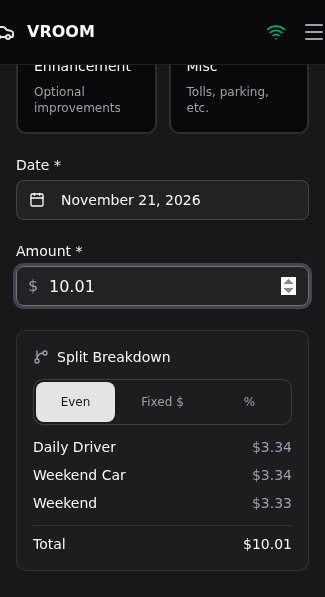 VROOM
Enhancement
Optional
improvements
Misc
Tolls, parking,
etc.
Date *
November 21, 2026
Amount *
$ 10.01
Split Breakdown
Even
Fixed $
%
Daily Driver $3.34
Weekend Car $3.34
Weekend $3.33
Total $10.01